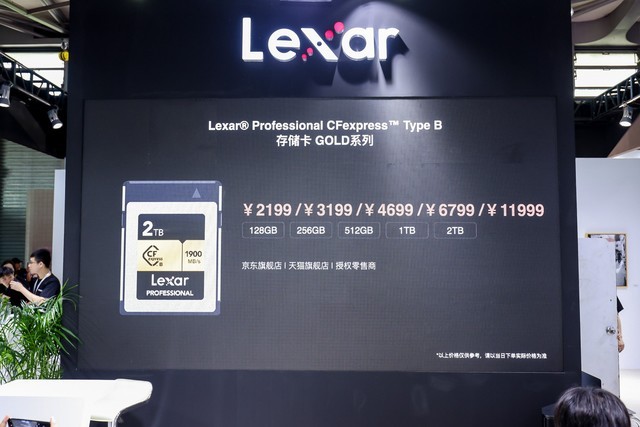 Lexar
Lexar® Professional CFexpress™ Type B
存储卡 GOLD系列
¥2199 / ¥3199 / ¥4699 / ¥6799 / ¥11999
128GB 256GB 512GB 1TB 2TB
2TB
CF express B
1900 MB/s
Lexar
PROFESSIONAL
京东旗舰店 | 天猫旗舰店 | 授权零售商
*以上价格仅供参考，请以当日下单实际价格为准